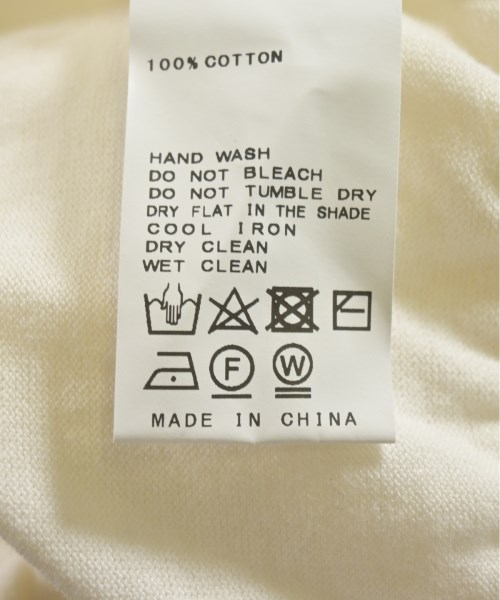 100% COTTON
HAND WASH
DO NOT BLEACH
DO NOT TUMBLE DRY
DRY FLAT IN THE SHADE
COOL IRON
DRY CLEAN
WET CLEAN
F W
MADE IN CHINA